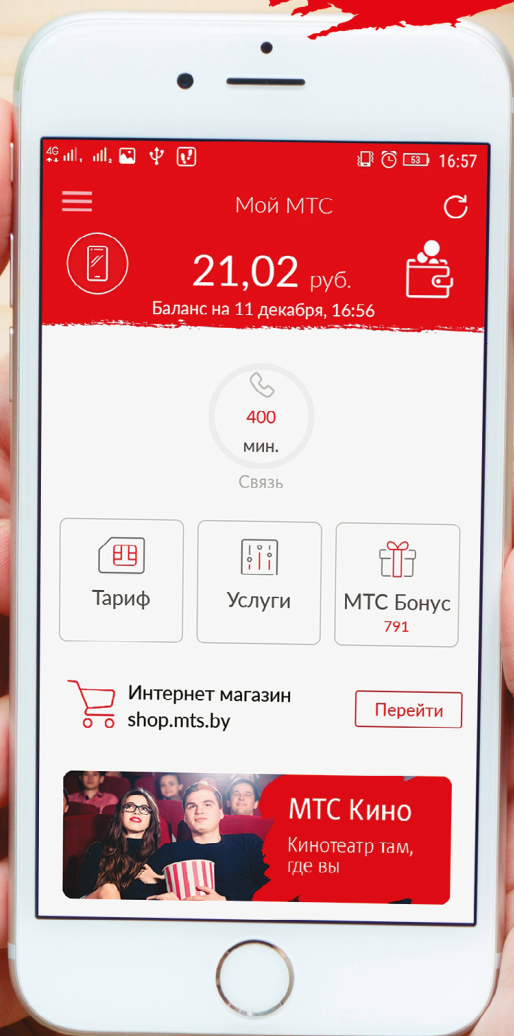 4G
53
16:57
Мой МТС
21,02 руб.
Баланс на 11 декабря, 16:56
400
мин.
Связь
Тариф
Услуги
МТС Бонус
791
Интернет магазин
shop.mts.by
Перейти
МТС Кино
Кинотеатр там,
где вы